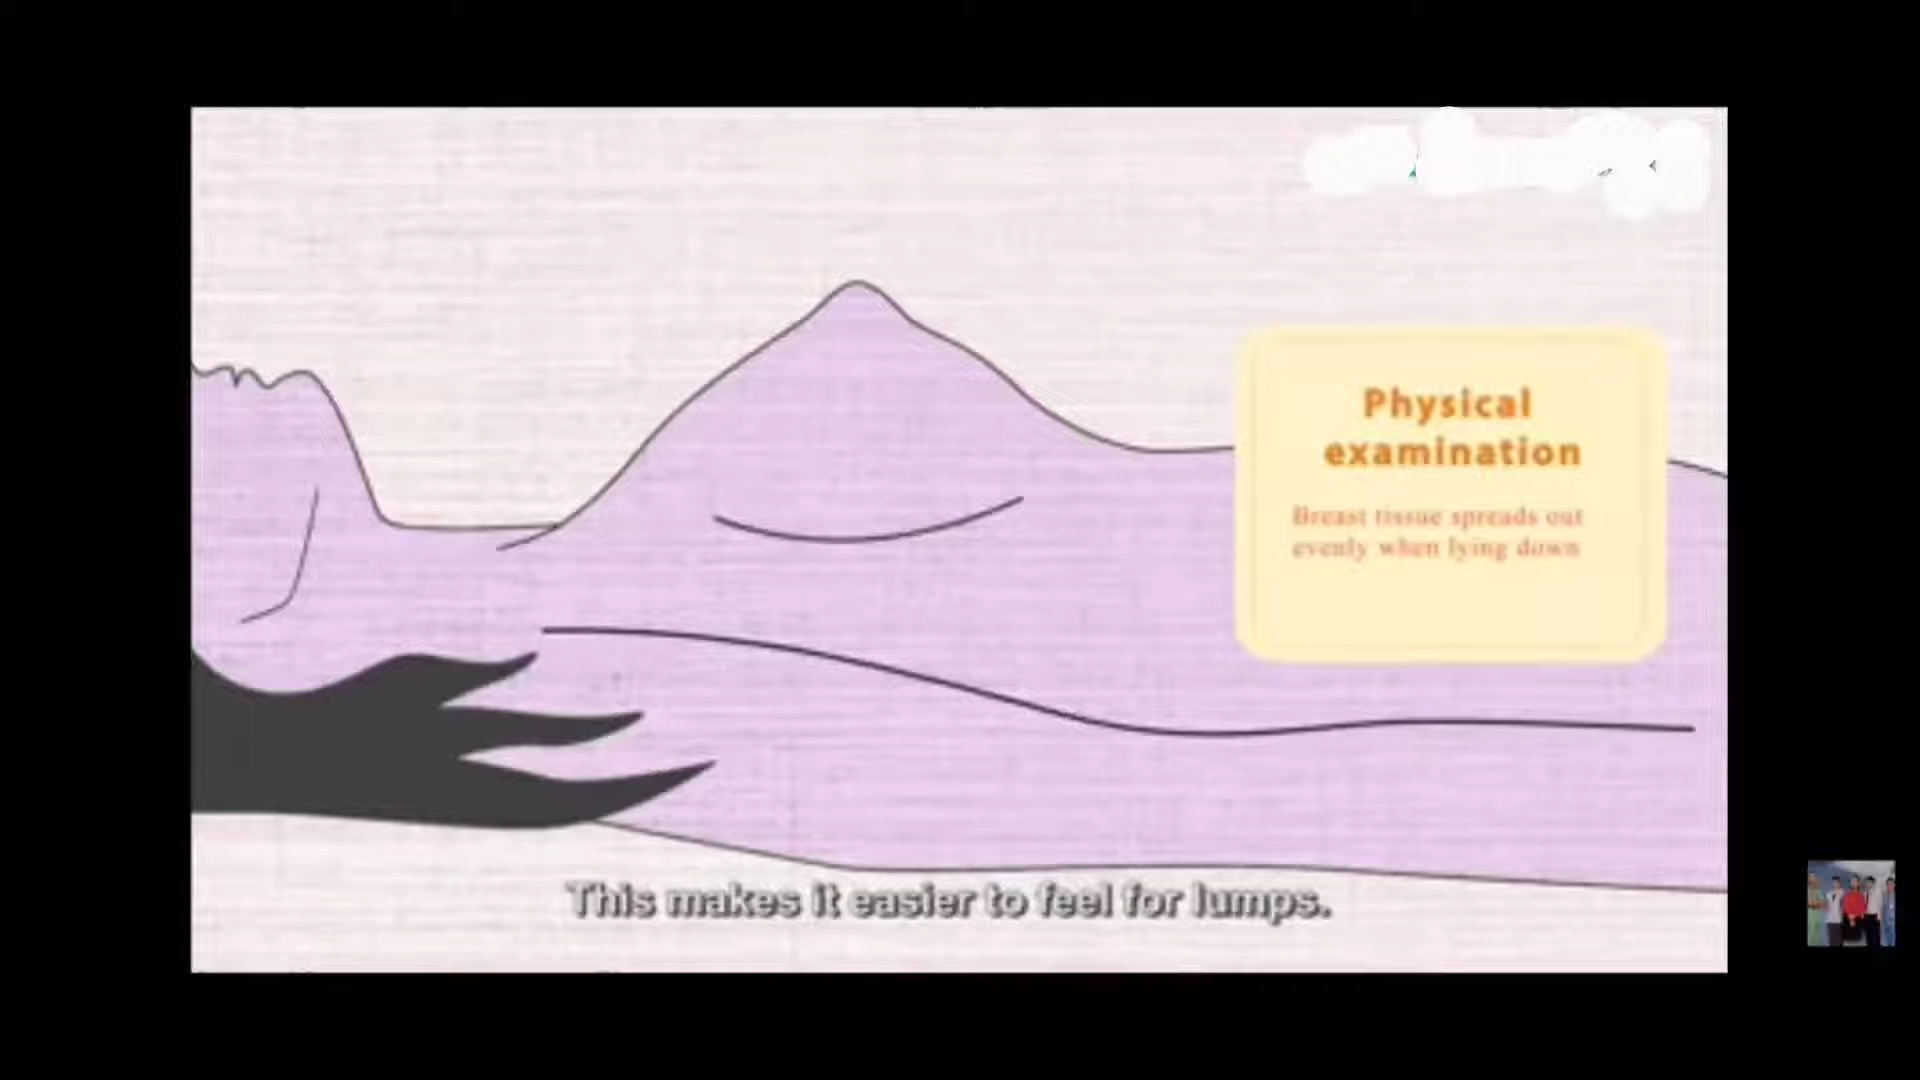 Physical
examination
Breast tissue spreads out
evenly when lying down
This makes it easier to feel for lumps.